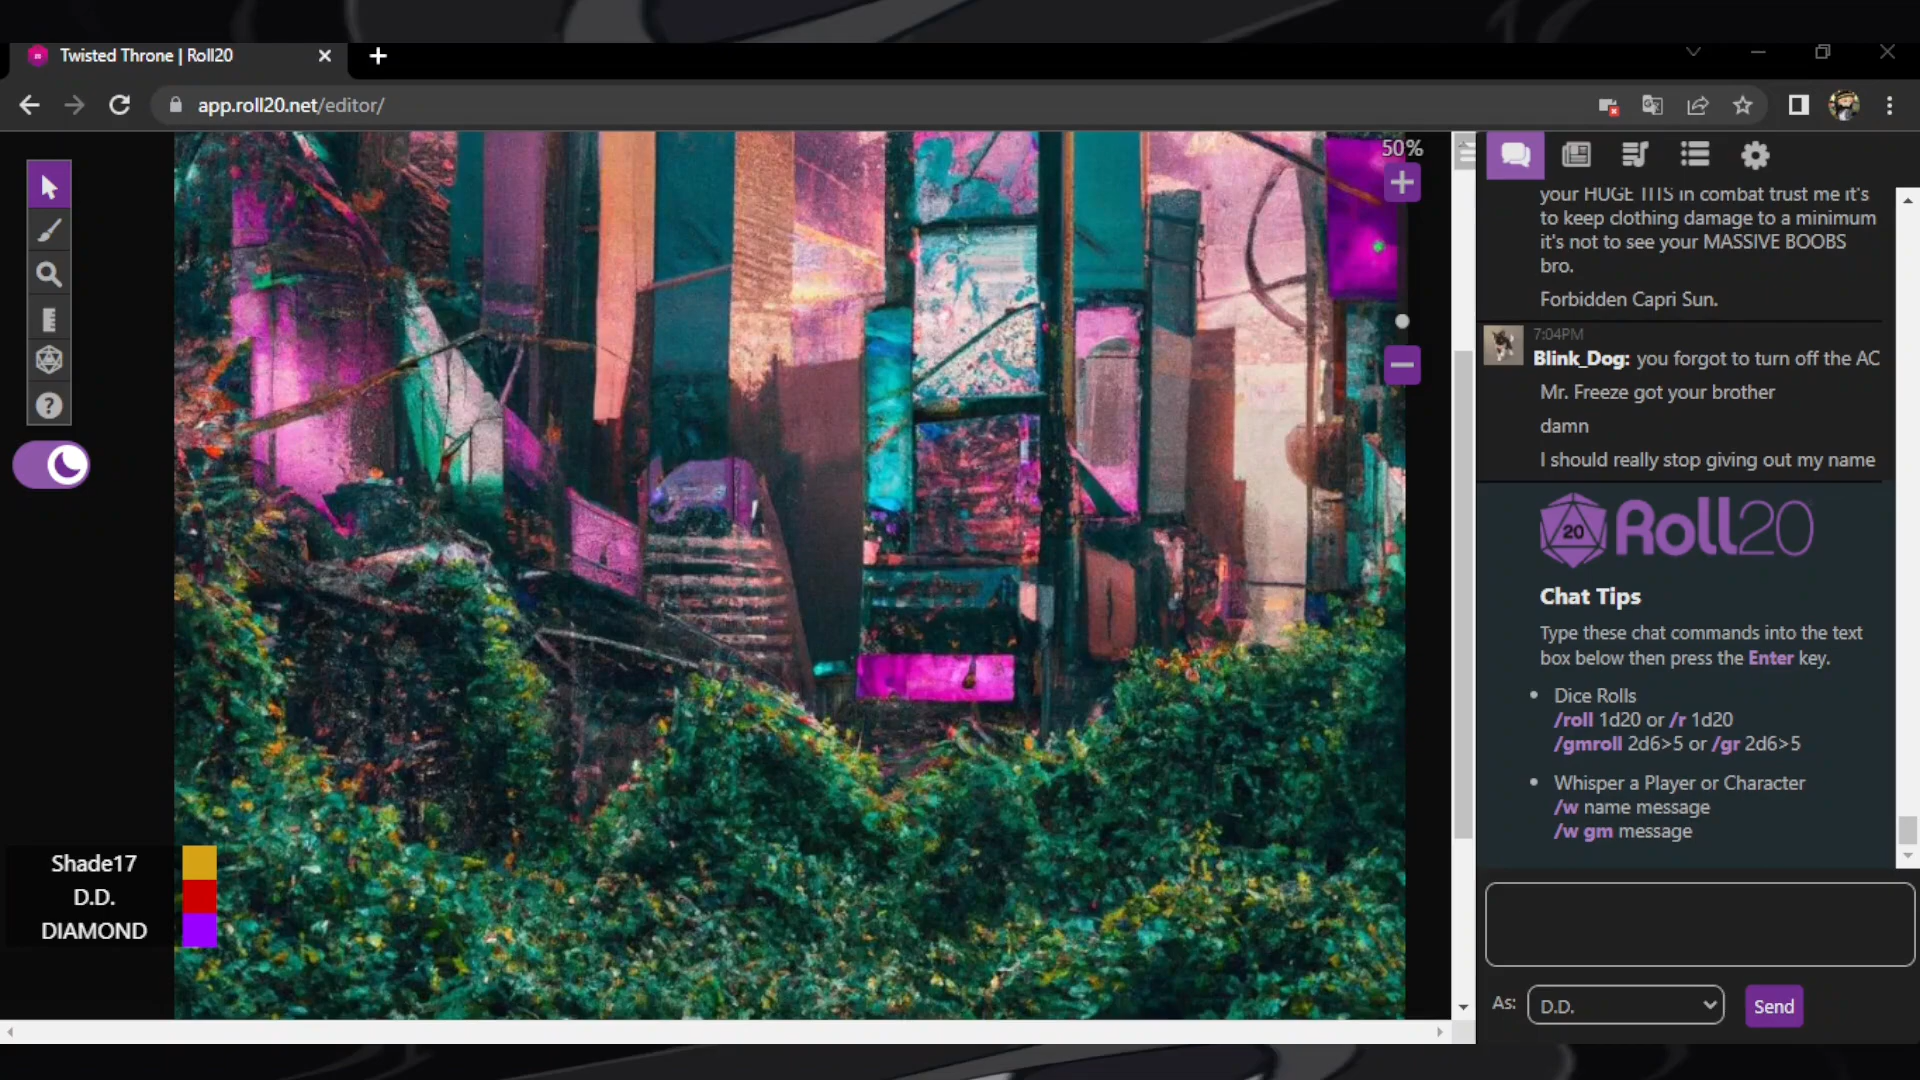 Twisted Throne | Roll20
app.roll20.net/editor/
50%
your HUGE TITS in combat trust me it's
to keep clothing damage to a minimum
it's not to see your MASSIVE BOOBS
bro.
Forbidden Capri Sun.
7:04PM
Blink_Dog: you forgot to turn off the AC
Mr. Freeze got your brother
damn
I should really stop giving out my name
20 Roll20
Chat Tips
Type these chat commands into the text
box below then press the Enter key.
• Dice Rolls
/roll 1d20 or /r 1d20
/gmroll 2d6>5 or /gr 2d6>5
• Whisper a Player or Character
/w name message
/w gm message
Shade17
D.D.
DIAMOND
As: D.D. Send